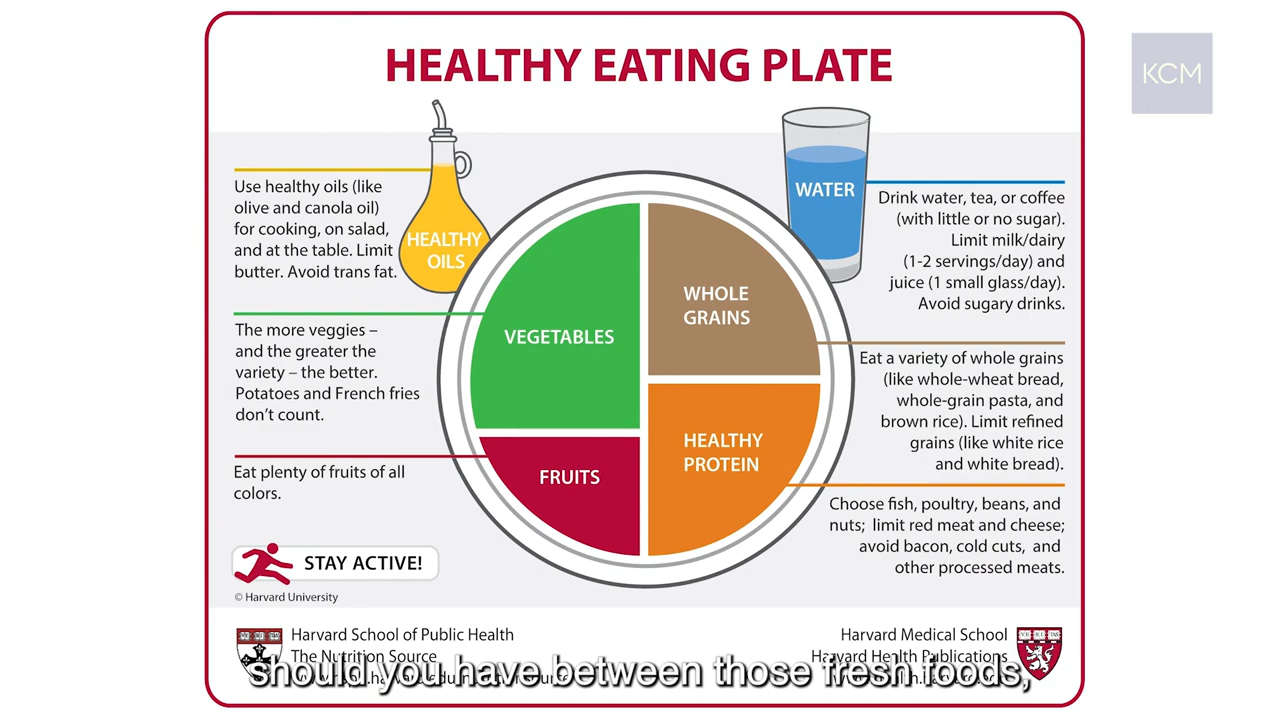 HEALTHY EATING PLATE
KCM
Use healthy oils (like
olive and canola oil)
for cooking, on salad,
and at the table. Limit
butter. Avoid trans fat.
HEALTHY
OILS
WATER
Drink water, tea, or coffee
(with little or no sugar).
Limit milk/dairy
(1-2 servings/day) and
juice (1 small glass/day).
Avoid sugary drinks.
The more veggies –
and the greater the
variety – the better.
Potatoes and French fries
don't count.
VEGETABLES
WHOLE
GRAINS
Eat a variety of whole grains
(like whole-wheat bread,
whole-grain pasta, and
brown rice). Limit refined
grains (like white rice
and white bread).
Eat plenty of fruits of all
colors.
FRUITS
HEALTHY
PROTEIN
Choose fish, poultry, beans, and
nuts; limit red meat and cheese;
avoid bacon, cold cuts, and
other processed meats.
STAY ACTIVE!
© Harvard University
Harvard School of Public Health
The Nutrition Source
Harvard Medical School
Harvard Health Publications
should you have between those fresh foods,